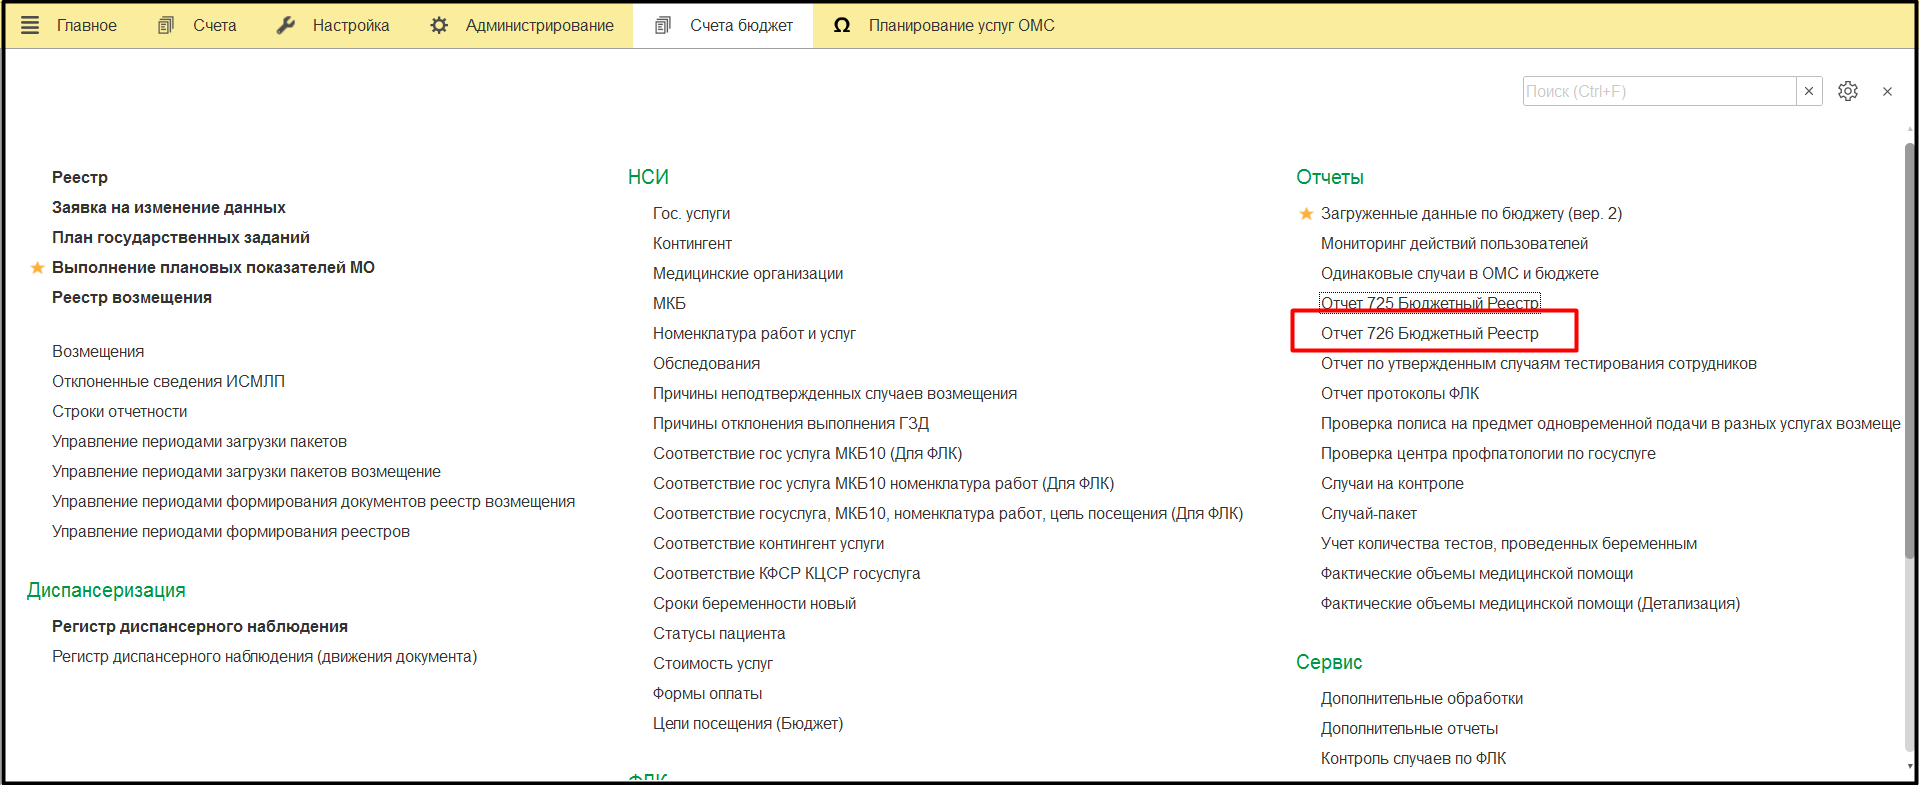 Главное
Счета
Настройка
Администрирование
Счета бюджет
Планирование услуг ОМС
Поиск (Ctrl+F)
Реестр
Заявка на изменение данных
План государственных заданий
Выполнение плановых показателей МО
Реестр возмещения
Возмещения
Отклоненные сведения ИСМЛП
Строки отчетности
Управление периодами загрузки пакетов
Управление периодами загрузки пакетов возмещение
Управление периодами формирования документов реестр возмещения
Управление периодами формирования реестров
Диспансеризация
Регистр диспансерного наблюдения
Регистр диспансерного наблюдения (движения документа)
НСИ
Гос. услуги
Контингент
Медицинские организации
МКБ
Номенклатура работ и услуг
Обследования
Причины неподтвержденных случаев возмещения
Причины отклонения выполнения ГЗД
Соответствие гос услуга МКБ10 (Для ФЛК)
Соответствие гос услуга МКБ10 номенклатура работ (Для ФЛК)
Соответствие госуслуга, МКБ10, номенклатура работ, цель посещения (Для ФЛК)
Соответствие контингент услуги
Соответствие КФСР КЦСР госуслуга
Сроки беременности новый
Статусы пациента
Стоимость услуг
Формы оплаты
Цели посещения (Бюджет)
ФЛК
Отчеты
Загруженные данные по бюджету (вер. 2)
Мониторинг действий пользователей
Одинаковые случаи в ОМС и бюджете
Отчет 725 Бюджетный Реестр
Отчет 726 Бюджетный Реестр
Отчет по утвержденным случаям тестирования сотрудников
Отчет протоколы ФЛК
Проверка полиса на предмет одновременной подачи в разных услугах возмеще
Проверка центра профпатологии по госуслуге
Случаи на контроле
Случай-пакет
Учет количества тестов, проведенных беременным
Фактические объемы медицинской помощи
Фактические объемы медицинской помощи (Детализация)
Сервис
Дополнительные обработки
Дополнительные отчеты
Контроль случаев по ФЛК